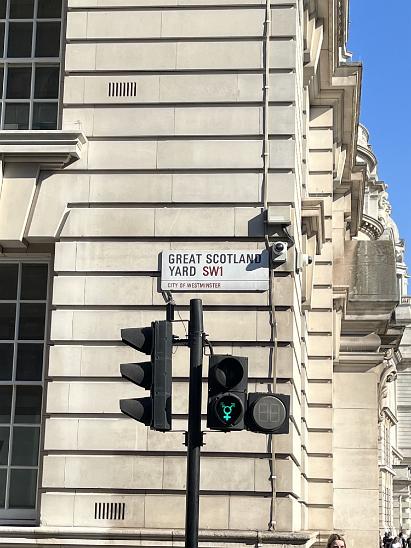 GREAT SCOTLAND
YARD SW1
CITY OF WESTMINSTER